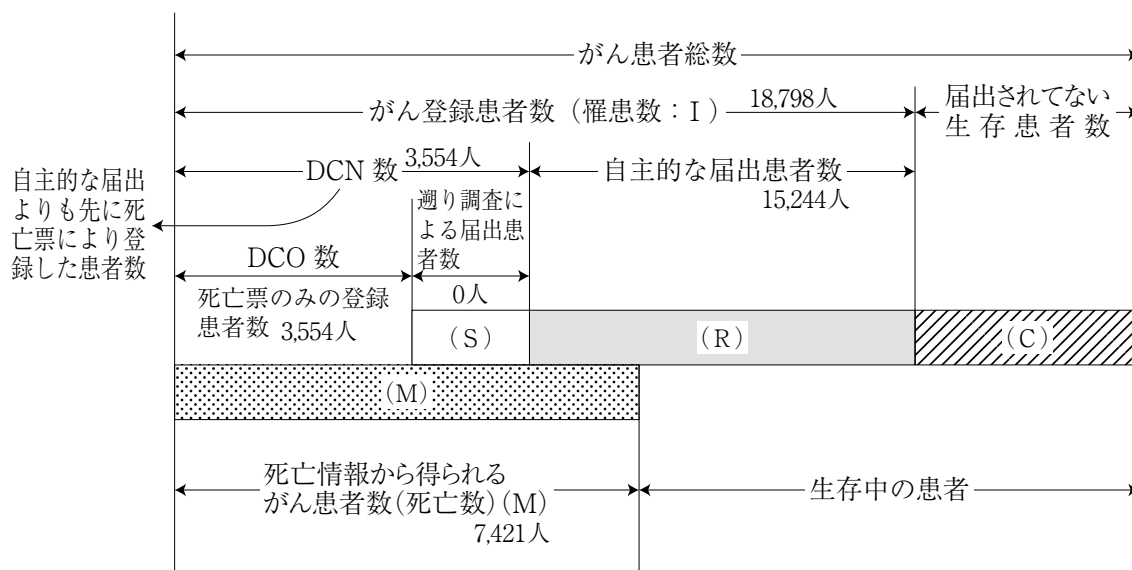 がん患者総数
がん登録患者数（罹患数：I） 18,798人
届出されてない
生存患者数
DCN 数 3,554人
自主的な届出患者数
15,244人
自主的な届出
よりも先に死
亡票により登
録した患者数
遡り調査によ
る届出患
者数
0人
DCO 数
死亡票のみの登録
患者数 3,554人
（S）
（R）
（C）
（M）
死亡情報から得られる
がん患者数(死亡数)(M)
7,421人
生存中の患者